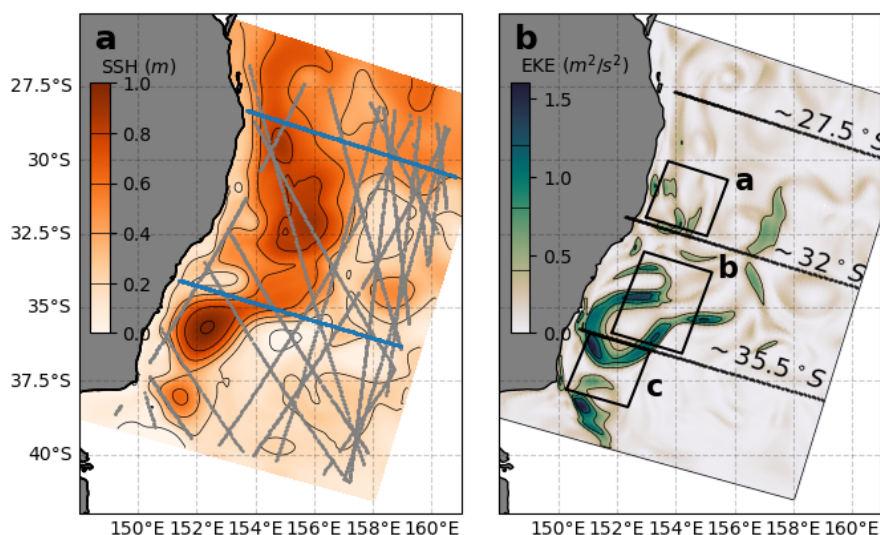 a
SSH (m)
1.0
0.8
0.6
0.4
0.2
0.0
27.5°S
30°S
32.5°S
35°S
37.5°S
40°S
150°E 152°E 154°E 156°E 158°E 160°E
b
EKE (m²/s²)
1.5
1.0
0.5
0.0
~ 27.5°S
a
~ 32°S
b
~ 35.5°S
c
150°E 152°E 154°E 156°E 158°E 160°E